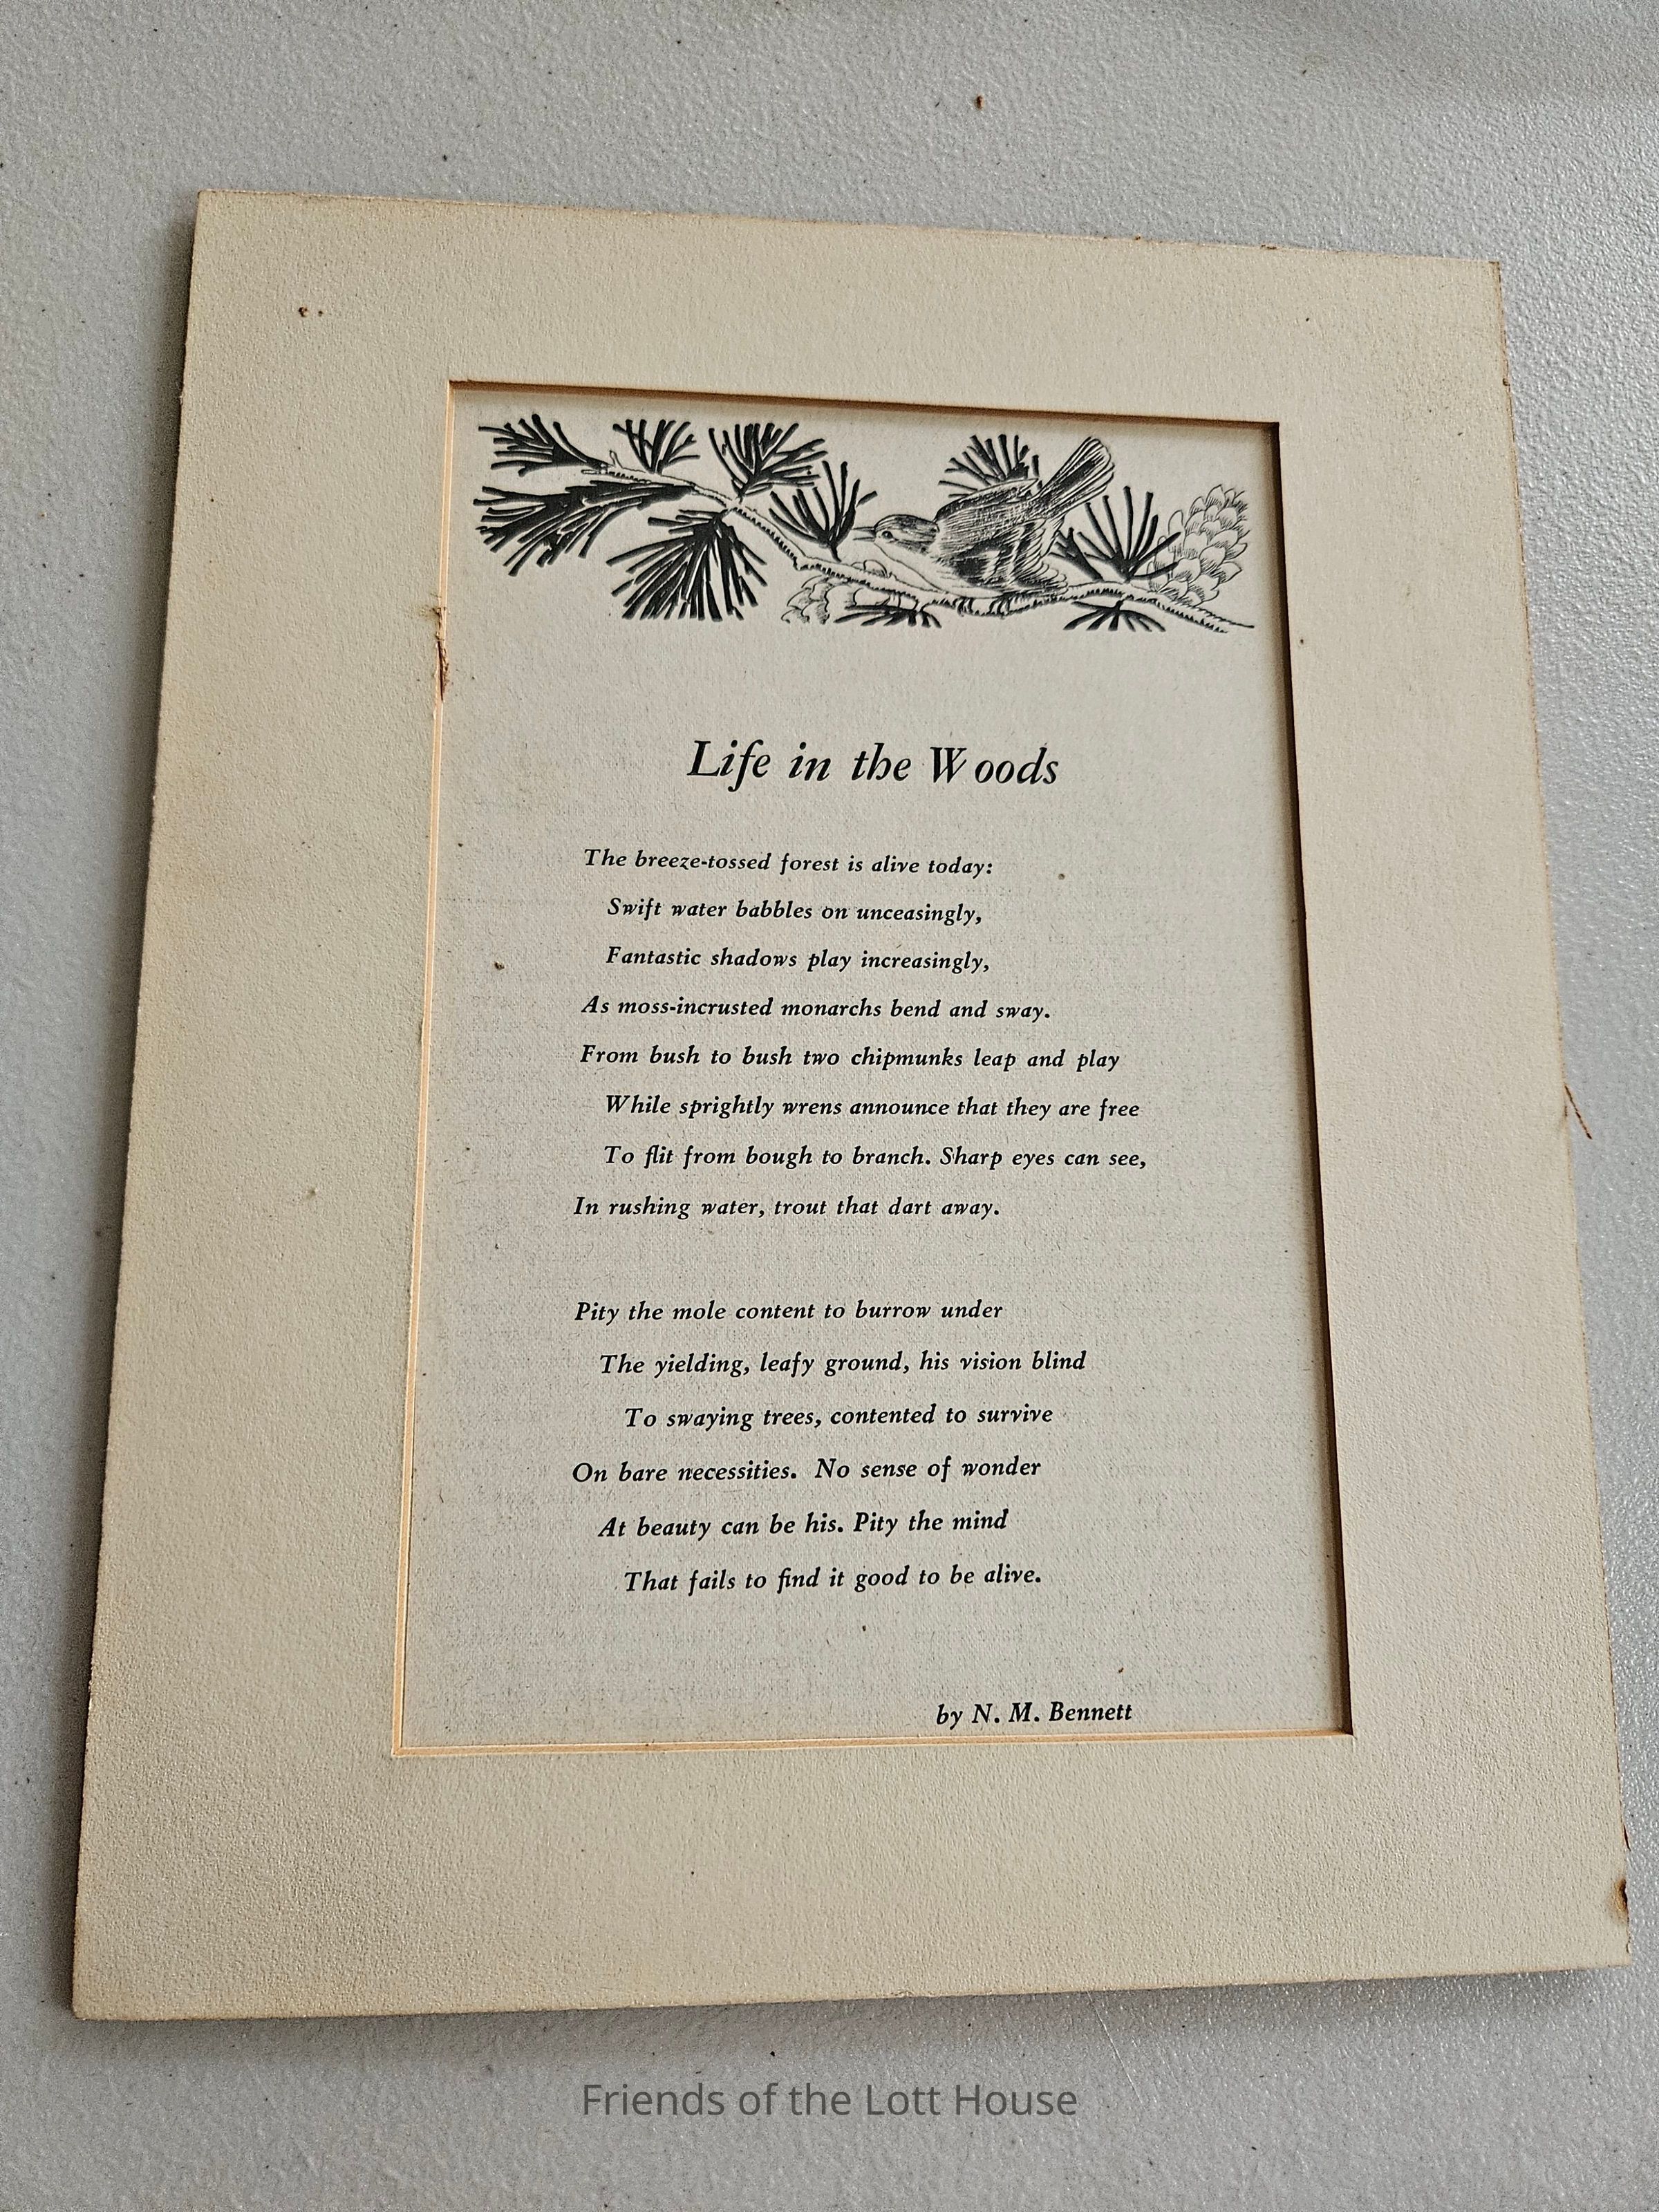 Life in the Woods
The breeze-tossed forest is alive today:
Swift water babbles on unceasingly,
Fantastic shadows play increasingly,
As moss-incrusted monarchs bend and sway.
From bush to bush two chipmunks leap and play
While sprightly wrens announce that they are free
To flit from bough to branch. Sharp eyes can see,
In rushing water, trout that dart away.
Pity the mole content to burrow under
The yielding, leafy ground, his vision blind
To swaying trees, contented to survive
On bare necessities. No sense of wonder
At beauty can be his. Pity the mind
That fails to find it good to be alive.
by N. M. Bennett
Friends of the Lott House